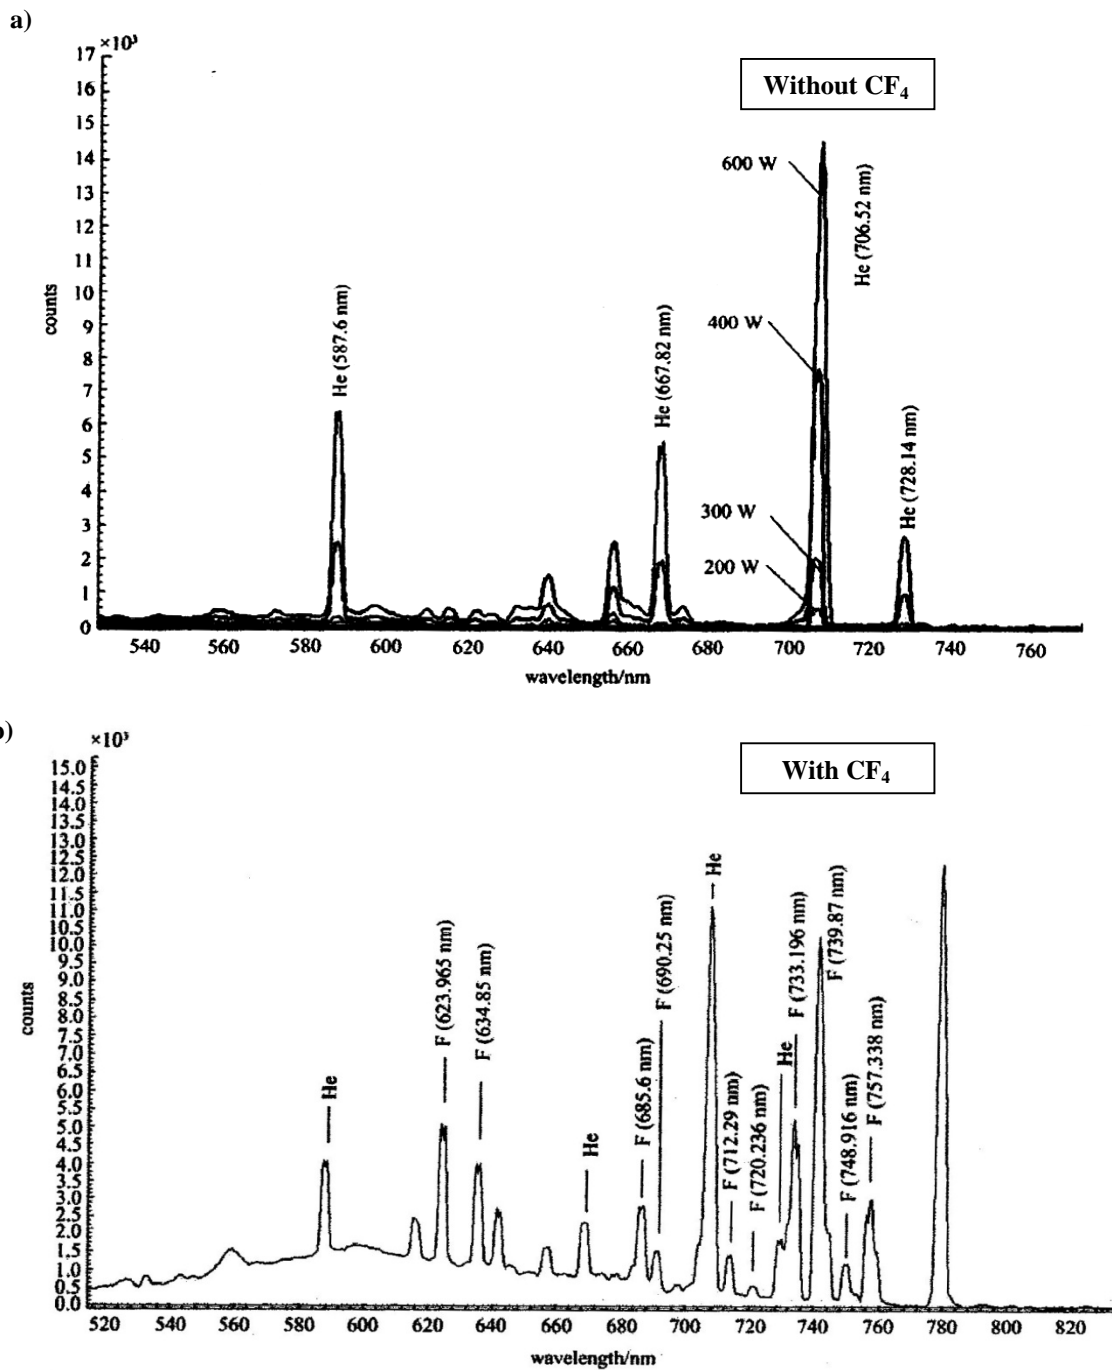 a)
×10³
Without CF₄
17
16
15
14
13
12
11
10
9
8
7
6
5
4
3
2
1
0
counts
He (587.6 nm)
He (667.82 nm)
600 W
400 W
300 W
200 W
He (706.52 nm)
He (728.14 nm)
540 560 580 600 620 640 660 680 700 720 740 760
wavelength/nm
)
×10³
With CF₄
15.0
14.5
14.0
13.5
13.0
12.5
12.0
11.5
11.0
10.5
10.0
9.5
9.0
8.5
8.0
7.5
7.0
6.5
6.0
5.5
5.0
4.5
4.0
3.5
3.0
2.5
2.0
1.5
1.0
0.5
0.0
counts
He
F (623.965 nm)
F (634.85 nm)
He
F (685.6 nm)
F (690.25 nm)
He
F (712.29 nm)
F (720.236 nm)
He
F (733.196 nm)
F (739.87 nm)
F (748.916 nm)
F (757.338 nm)
520 540 560 580 600 620 640 660 680 700 720 740 760 780 800 820
wavelength/nm